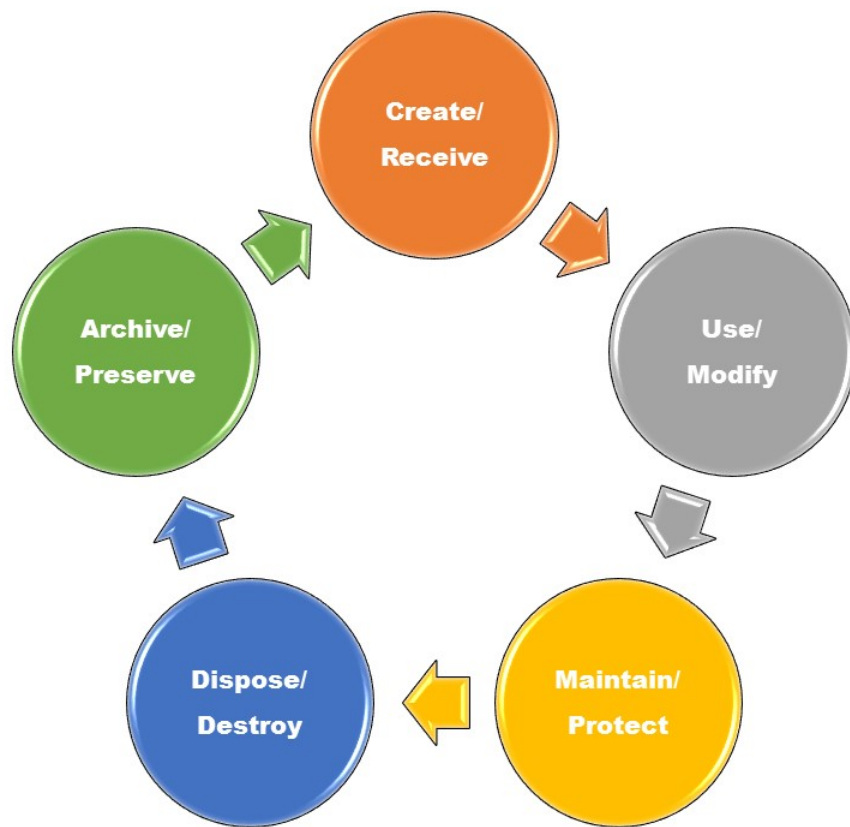 Create/
Receive
Use/
Modify
Maintain/
Protect
Dispose/
Destroy
Archive/
Preserve